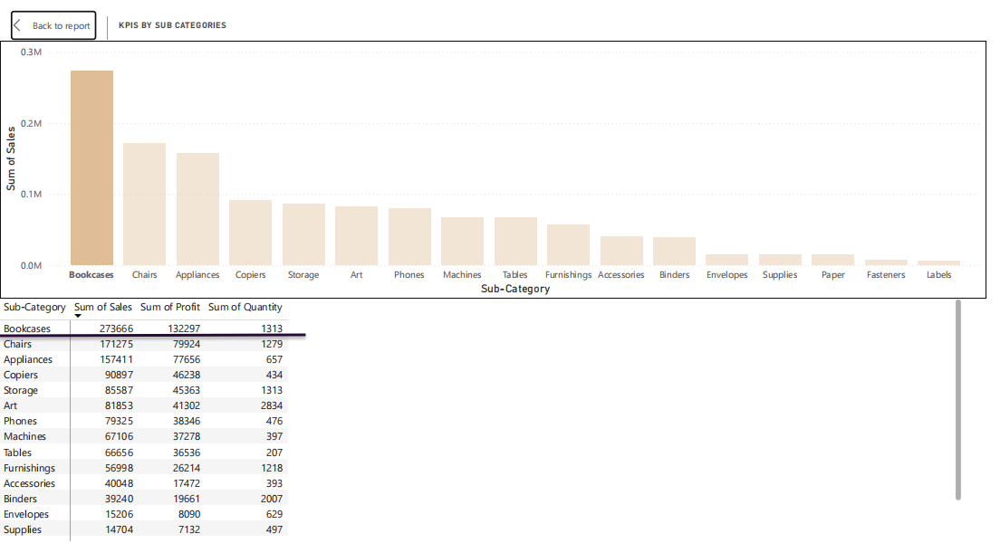 Back to report
KPIS BY SUB CATEGORIES
0.3M
0.2M
0.1M
0.0M
Sum of Sales
Bookcases Chairs Appliances Copiers Storage Art Phones Machines Tables Furnishings Accessories Binders Envelopes Supplies Paper Fasteners Labels
Sub-Category
Sub-Category Sum of Sales Sum of Profit Sum of Quantity
Bookcases 273666 132297 1313
Chairs 171275 79924 1279
Appliances 157411 77656 657
Copiers 90897 46238 434
Storage 85587 45363 1313
Art 81853 41302 2834
Phones 79325 38346 476
Machines 67106 37278 397
Tables 66656 36536 207
Furnishings 56998 26214 1218
Accessories 40048 17472 393
Binders 39240 19661 2007
Envelopes 15206 8090 629
Supplies 14704 7132 497